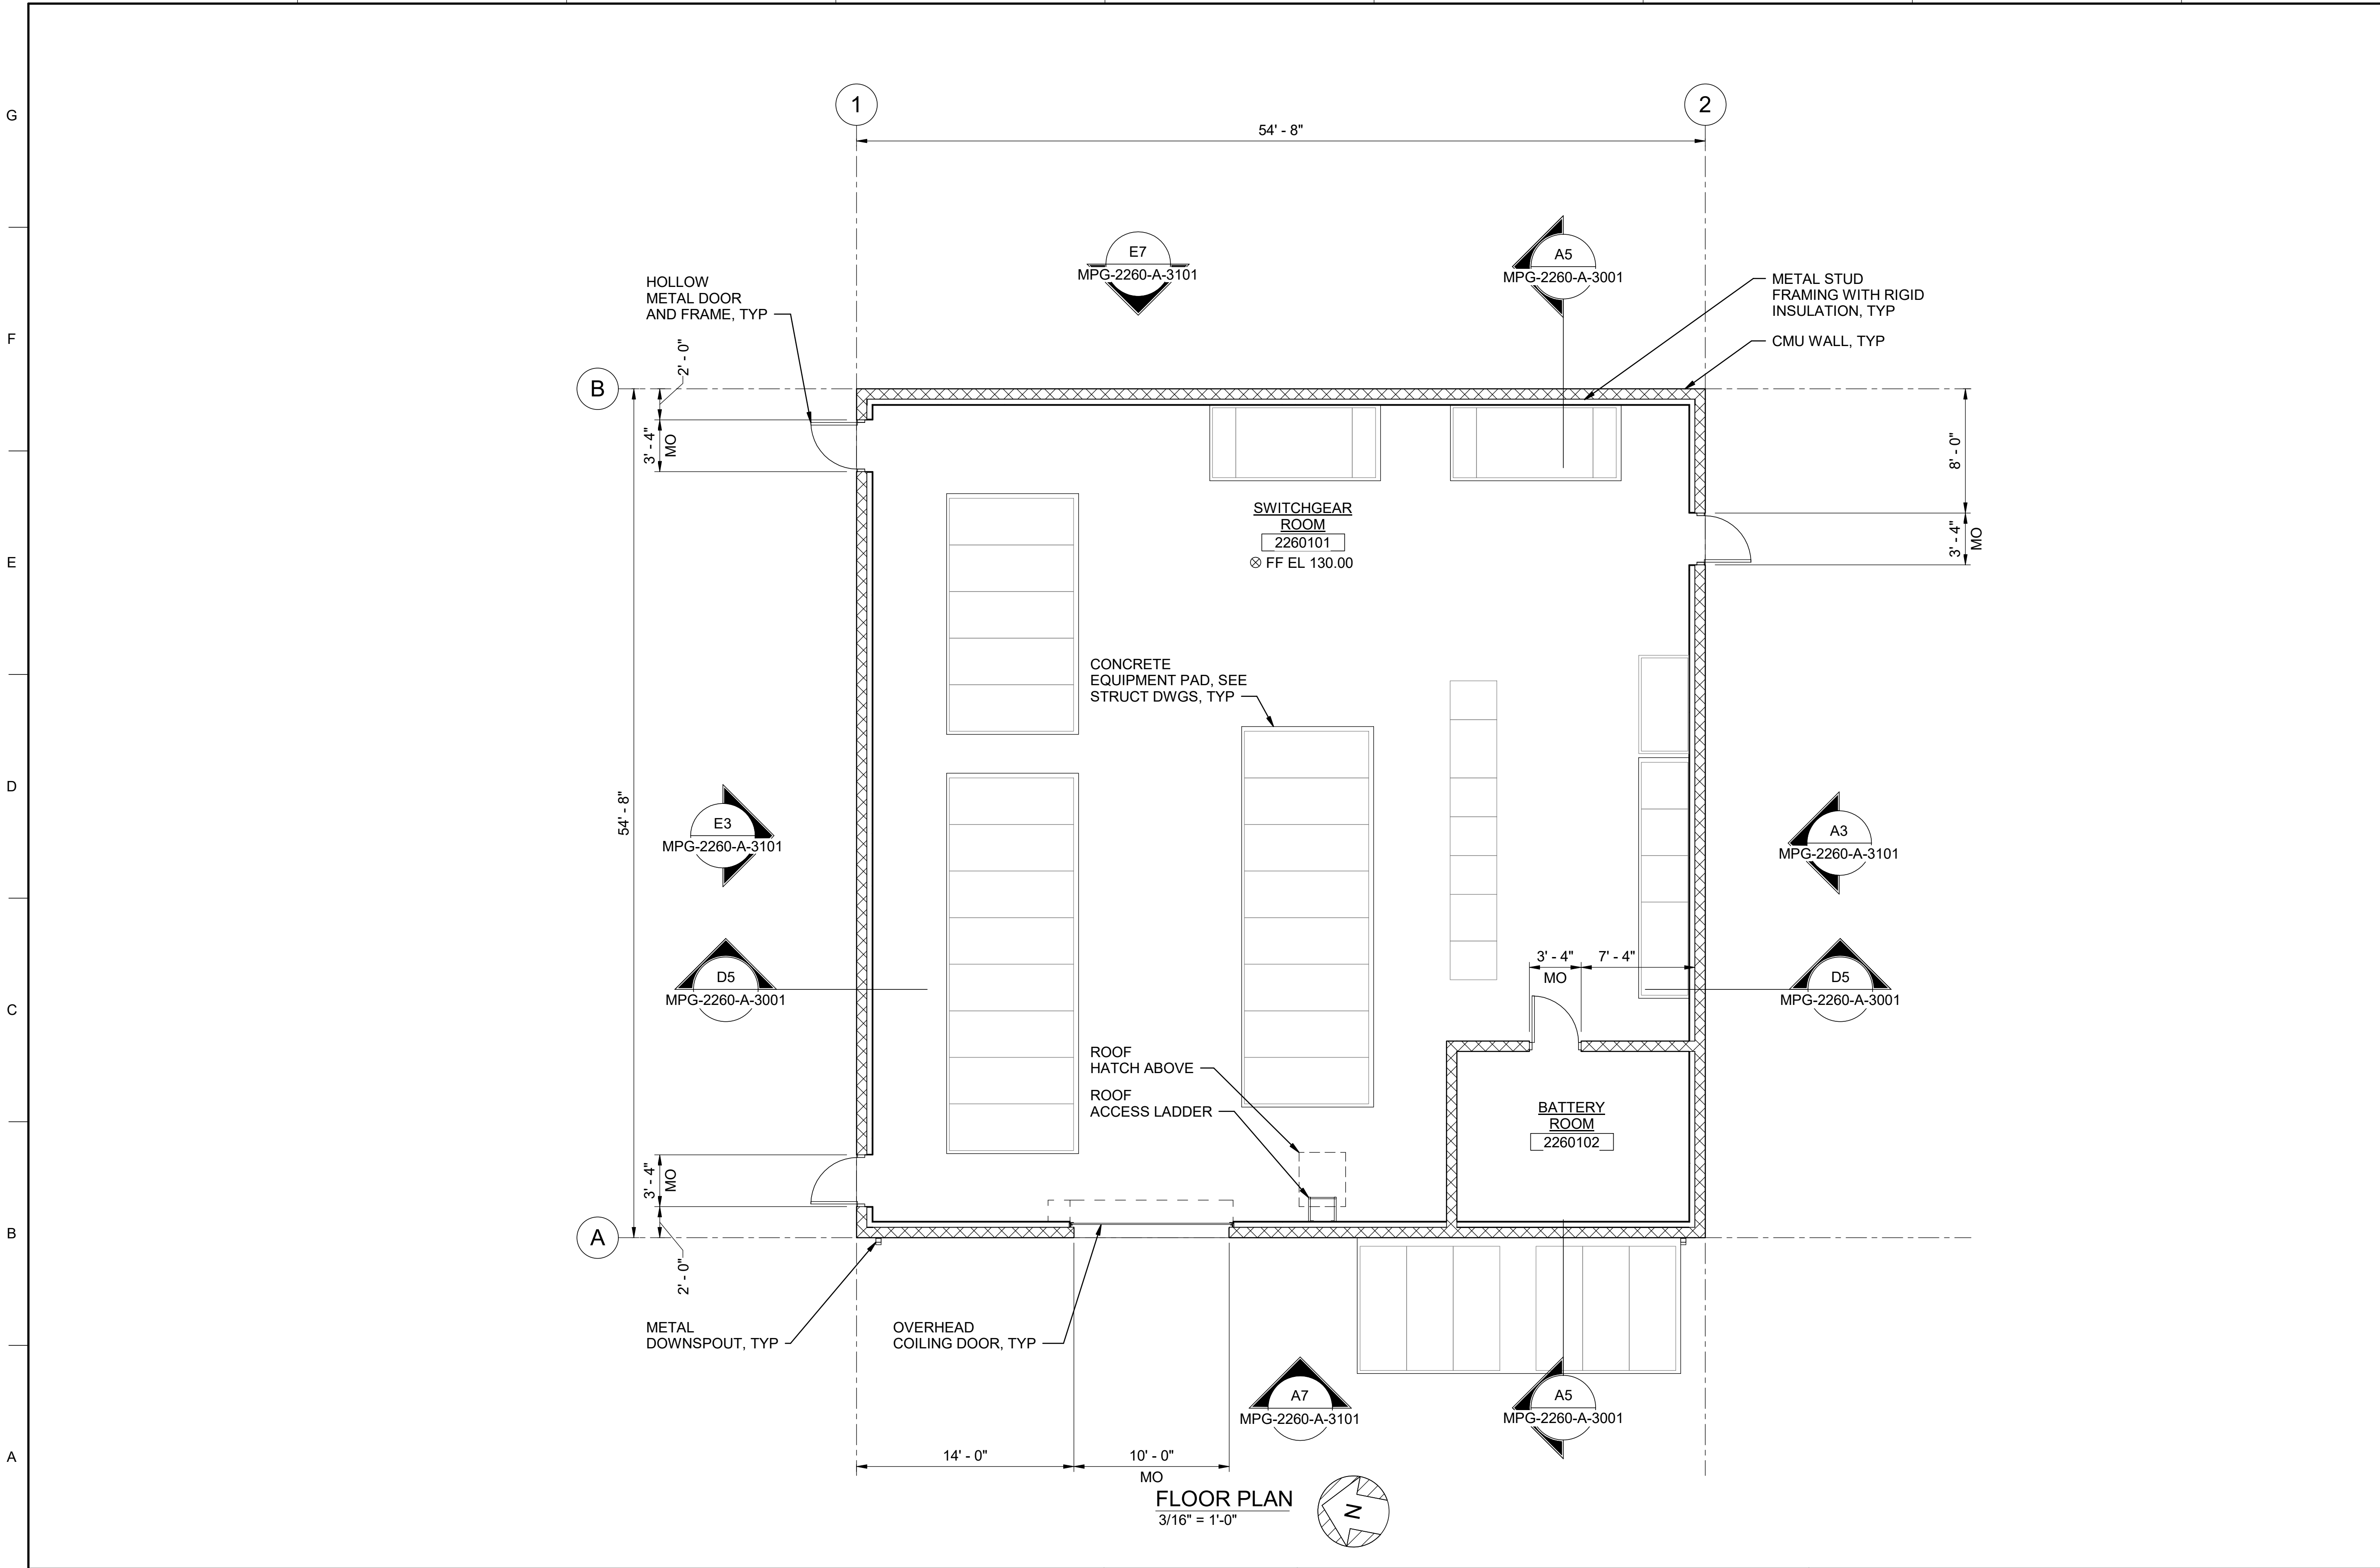 G
F
E
D
C
B
A
1
2
54' - 8"
E7
MPG-2260-A-3101
A5
MPG-2260-A-3001
HOLLOW
METAL DOOR
AND FRAME, TYP
METAL STUD
FRAMING WITH RIGID
INSULATION, TYP
CMU WALL, TYP
B
2' - 0"
3' - 4"
MO
8' - 0"
3' - 4"
MO
SWITCHGEAR
ROOM
2260101
FF EL 130.00
CONCRETE
EQUIPMENT PAD, SEE
STRUCT DWGS, TYP
54' - 8"
E3
MPG-2260-A-3101
A3
MPG-2260-A-3101
D5
MPG-2260-A-3001
3' - 4"
MO
7' - 4"
D5
MPG-2260-A-3001
ROOF
HATCH ABOVE
ROOF
ACCESS LADDER
BATTERY
ROOM
2260102
3' - 4"
MO
A
2' - 0"
METAL
DOWNSPOUT, TYP
OVERHEAD
COILING DOOR, TYP
A7
MPG-2260-A-3101
A5
MPG-2260-A-3001
14' - 0"
10' - 0"
MO
FLOOR PLAN
3/16" = 1'-0"
N